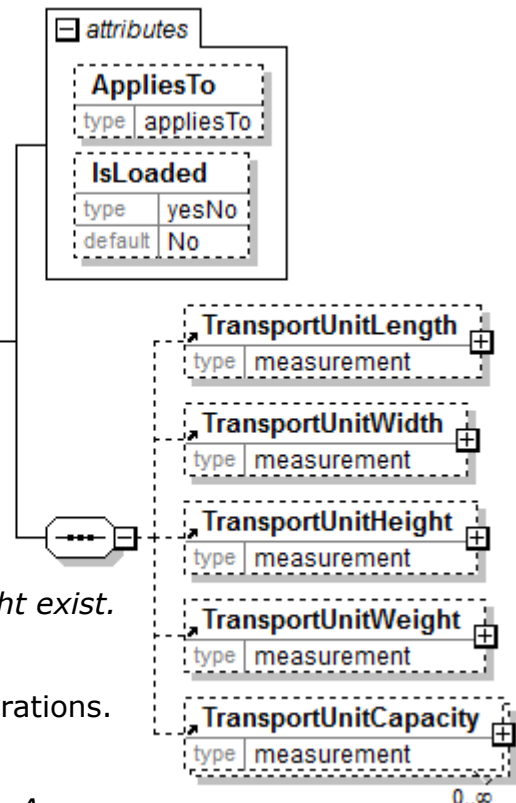 attributes
AppliesTo
type appliesTo
IsLoaded
type yesNo
default No
TransportUnitLength
type measurement
TransportUnitWidth
type measurement
TransportUnitHeight
type measurement
ht exist.
TransportUnitWeight
type measurement
rations.
TransportUnitCapacity
type measurement
0..∞